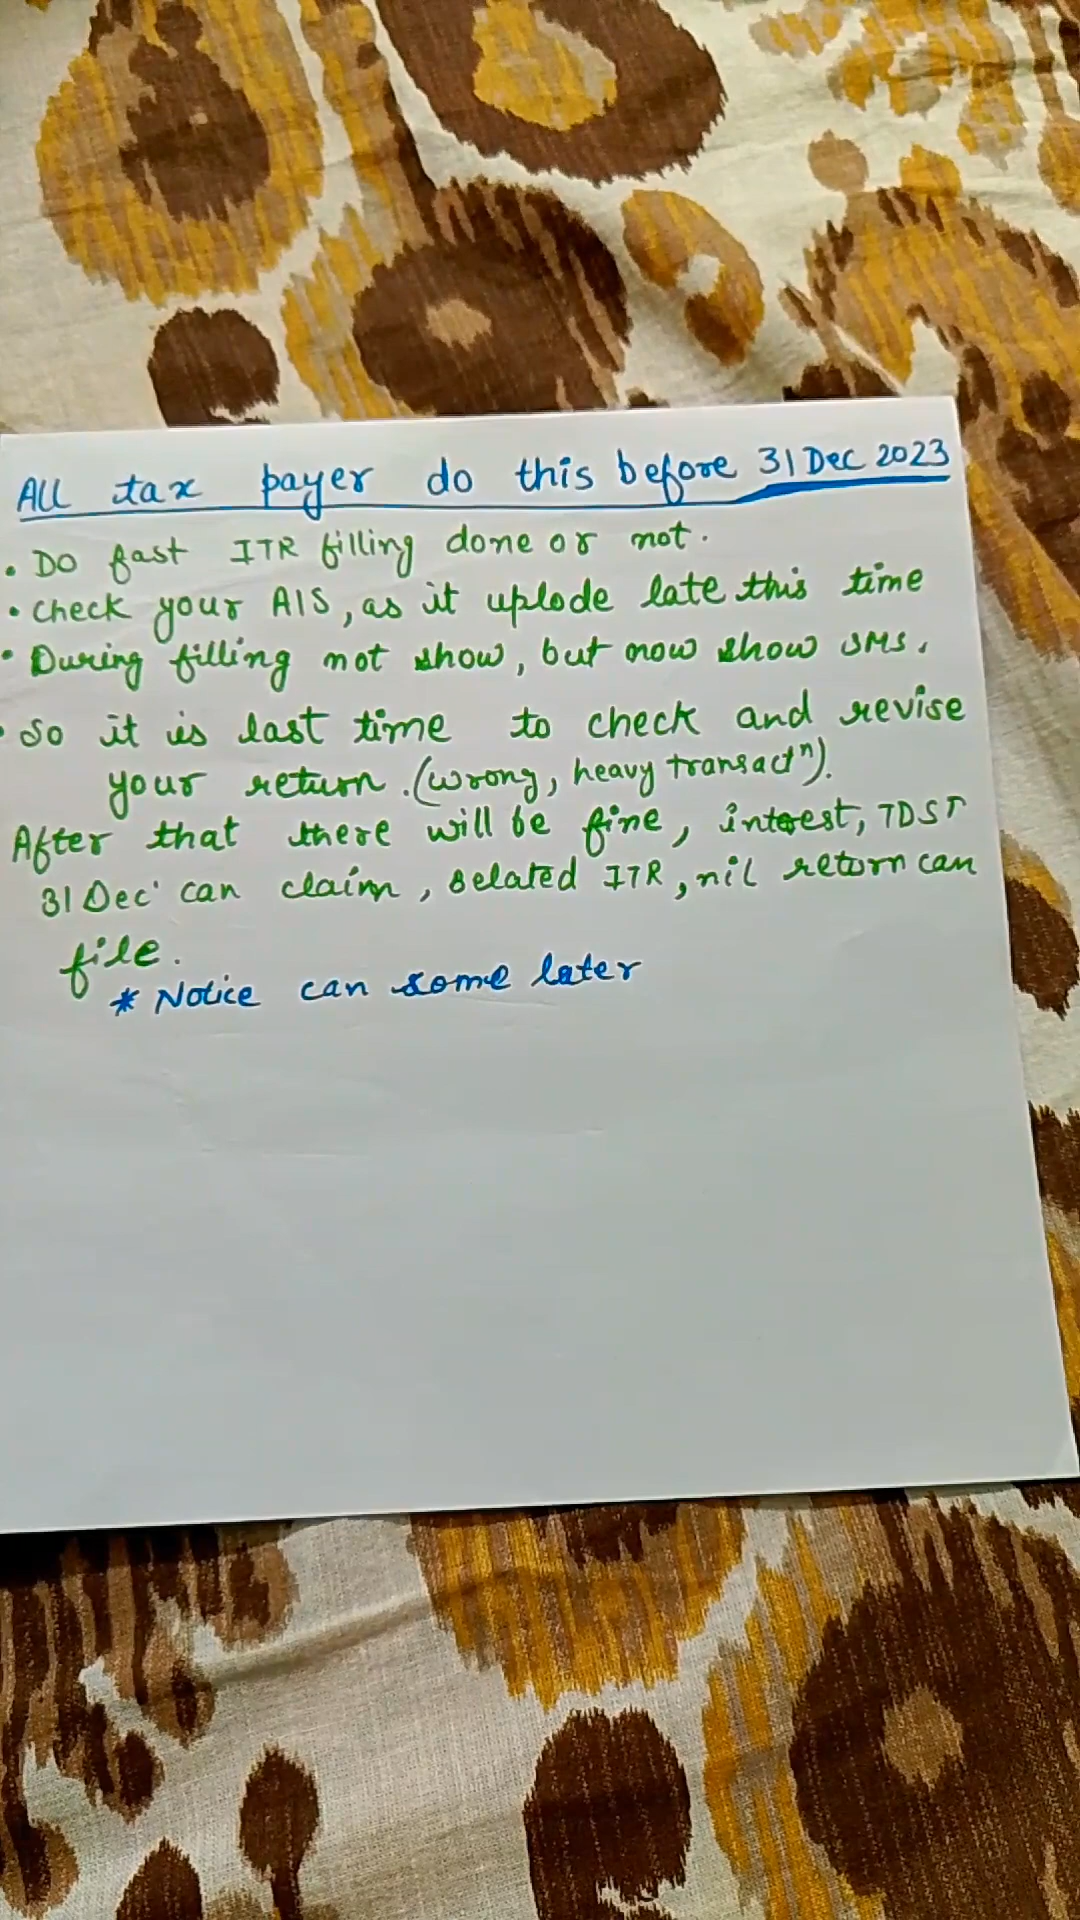 All tax payer do this before 31 Dec 2023
• Do fast ITR filling done or not.
• Check your AIS, as it uplode late this time
• During filling not show, but now show SMS.
• So it is last time to check and revise
your return. (wrong, heavy transactⁿ).
After that there will be fine, interest, TDS↑
31 Dec' can claim, belated ITR, nil return can
file.
* Notice can some later